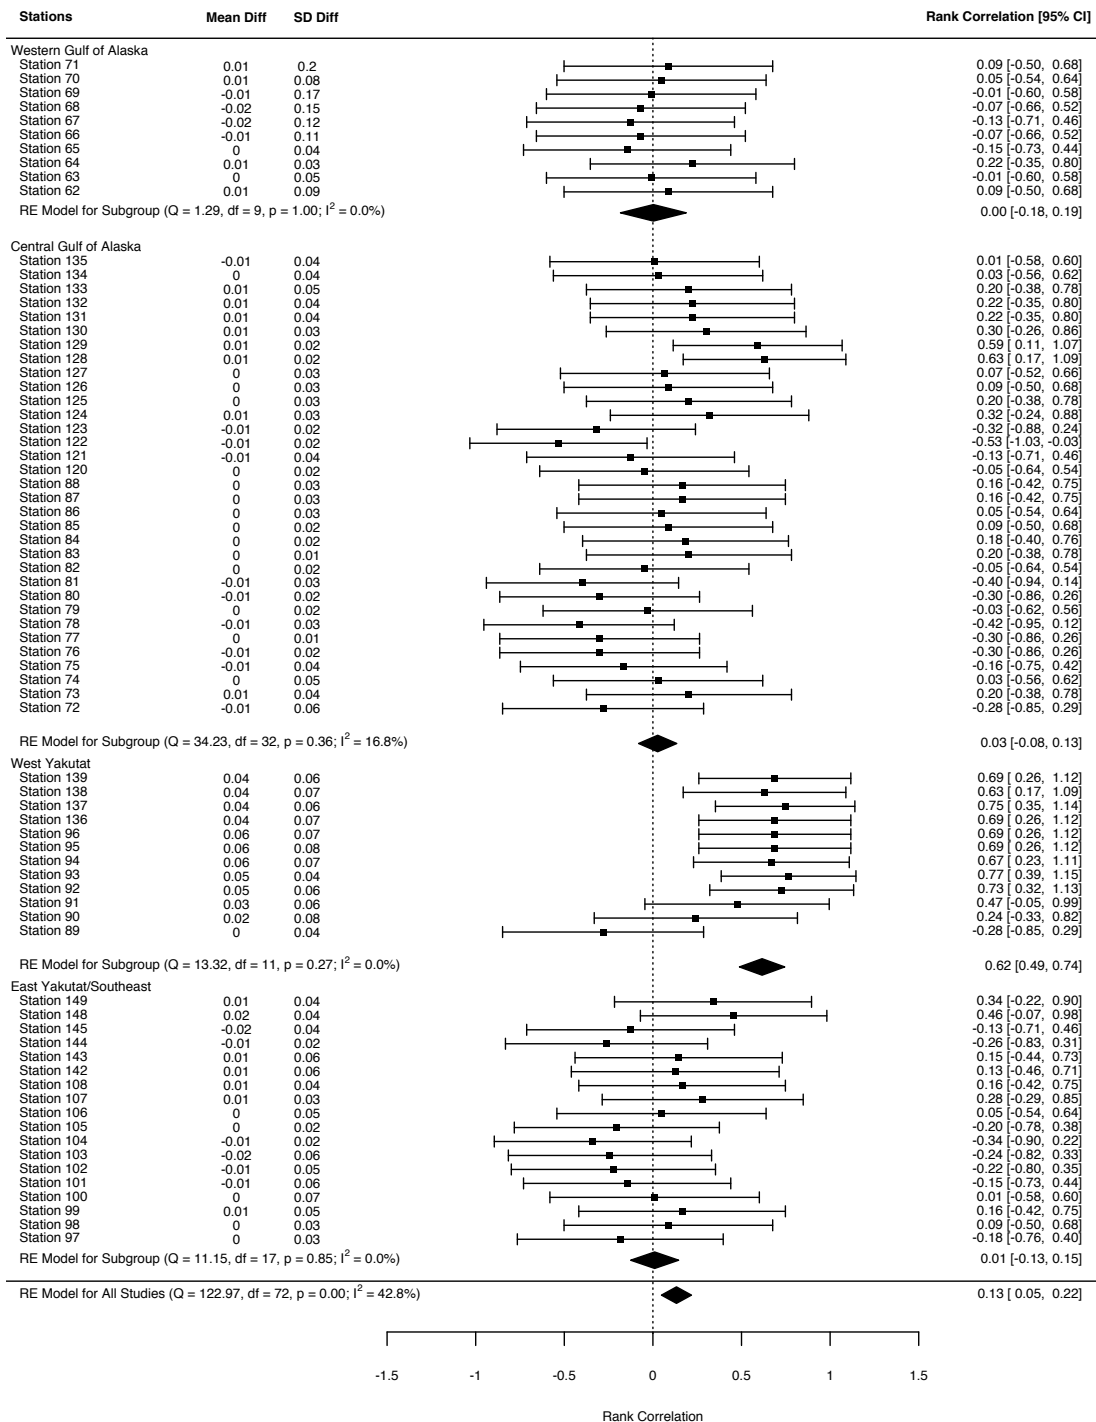 Stations Mean Diff SD Diff Rank Correlation [95% CI]
Western Gulf of Alaska
Station 71 0.01 0.2 0.09 [-0.50, 0.68]
Station 70 0.01 0.08 0.05 [-0.54, 0.64]
Station 69 -0.01 0.17 -0.01 [-0.60, 0.58]
Station 68 -0.02 0.15 -0.07 [-0.66, 0.52]
Station 67 -0.02 0.12 -0.13 [-0.71, 0.46]
Station 66 -0.01 0.11 -0.07 [-0.66, 0.52]
Station 65 0 0.04 -0.15 [-0.73, 0.44]
Station 64 0.01 0.03 0.22 [-0.35, 0.80]
Station 63 0 0.05 -0.01 [-0.60, 0.58]
Station 62 0.01 0.09 0.09 [-0.50, 0.68]
RE Model for Subgroup (Q = 1.29, df = 9, p = 1.00; I² = 0.0%) 0.00 [-0.18, 0.19]
Central Gulf of Alaska
Station 135 -0.01 0.04 0.01 [-0.58, 0.60]
Station 134 0 0.04 0.03 [-0.56, 0.62]
Station 133 0.01 0.05 0.20 [-0.38, 0.78]
Station 132 0.01 0.04 0.22 [-0.35, 0.80]
Station 131 0.01 0.04 0.22 [-0.35, 0.80]
Station 130 0.01 0.03 0.30 [-0.26, 0.86]
Station 129 0.01 0.02 0.59 [ 0.11, 1.07]
Station 128 0.01 0.02 0.63 [ 0.17, 1.09]
Station 127 0 0.03 0.07 [-0.52, 0.66]
Station 126 0 0.03 0.09 [-0.50, 0.68]
Station 125 0 0.03 0.20 [-0.38, 0.78]
Station 124 0.01 0.03 0.32 [-0.24, 0.88]
Station 123 -0.01 0.02 -0.32 [-0.88, 0.24]
Station 122 -0.01 0.02 -0.53 [-1.03, -0.03]
Station 121 -0.01 0.04 -0.13 [-0.71, 0.46]
Station 120 0 0.02 -0.05 [-0.64, 0.54]
Station 88 0 0.03 0.16 [-0.42, 0.75]
Station 87 0 0.03 0.16 [-0.42, 0.75]
Station 86 0 0.03 0.05 [-0.54, 0.64]
Station 85 0 0.02 0.09 [-0.50, 0.68]
Station 84 0 0.02 0.18 [-0.40, 0.76]
Station 83 0 0.01 0.20 [-0.38, 0.78]
Station 82 0 0.02 -0.05 [-0.64, 0.54]
Station 81 -0.01 0.03 -0.40 [-0.94, 0.14]
Station 80 -0.01 0.02 -0.30 [-0.86, 0.26]
Station 79 0 0.02 -0.03 [-0.62, 0.56]
Station 78 -0.01 0.03 -0.42 [-0.95, 0.12]
Station 77 0 0.01 -0.30 [-0.86, 0.26]
Station 76 -0.01 0.02 -0.30 [-0.86, 0.26]
Station 75 -0.01 0.04 -0.16 [-0.75, 0.42]
Station 74 0 0.05 0.03 [-0.56, 0.62]
Station 73 0.01 0.04 0.20 [-0.38, 0.78]
Station 72 -0.01 0.06 -0.28 [-0.85, 0.29]
RE Model for Subgroup (Q = 34.23, df = 32, p = 0.36; I² = 16.8%) 0.03 [-0.08, 0.13]
West Yakutat
Station 139 0.04 0.06 0.69 [ 0.26, 1.12]
Station 138 0.04 0.07 0.63 [ 0.17, 1.09]
Station 137 0.04 0.06 0.75 [ 0.35, 1.14]
Station 136 0.04 0.07 0.69 [ 0.26, 1.12]
Station 96 0.06 0.07 0.69 [ 0.26, 1.12]
Station 95 0.06 0.08 0.69 [ 0.26, 1.12]
Station 94 0.06 0.07 0.67 [ 0.23, 1.11]
Station 93 0.05 0.04 0.77 [ 0.39, 1.15]
Station 92 0.05 0.06 0.73 [ 0.32, 1.13]
Station 91 0.03 0.06 0.47 [-0.05, 0.99]
Station 90 0.02 0.08 0.24 [-0.33, 0.82]
Station 89 0 0.04 -0.28 [-0.85, 0.29]
RE Model for Subgroup (Q = 13.32, df = 11, p = 0.27; I² = 0.0%) 0.62 [0.49, 0.74]
East Yakutat/Southeast
Station 149 0.01 0.04 0.34 [-0.22, 0.90]
Station 148 0.02 0.04 0.46 [-0.07, 0.98]
Station 145 -0.02 0.04 -0.13 [-0.71, 0.46]
Station 144 -0.01 0.02 -0.26 [-0.83, 0.31]
Station 143 0.01 0.06 0.15 [-0.44, 0.73]
Station 142 0.01 0.06 0.13 [-0.46, 0.71]
Station 108 0.01 0.04 0.16 [-0.42, 0.75]
Station 107 0.01 0.03 0.28 [-0.29, 0.85]
Station 106 0 0.05 0.05 [-0.54, 0.64]
Station 105 0 0.02 -0.20 [-0.78, 0.38]
Station 104 -0.01 0.02 -0.34 [-0.90, 0.22]
Station 103 -0.02 0.06 -0.24 [-0.82, 0.33]
Station 102 -0.01 0.05 -0.22 [-0.80, 0.35]
Station 101 -0.01 0.06 -0.15 [-0.73, 0.44]
Station 100 0 0.07 0.01 [-0.58, 0.60]
Station 99 0.01 0.05 0.16 [-0.42, 0.75]
Station 98 0 0.03 0.09 [-0.50, 0.68]
Station 97 0 0.03 -0.18 [-0.76, 0.40]
RE Model for Subgroup (Q = 11.15, df = 17, p = 0.85; I² = 0.0%) 0.01 [-0.13, 0.15]
RE Model for All Studies (Q = 122.97, df = 72, p = 0.00; I² = 42.8%) 0.13 [ 0.05, 0.22]
-1.5 -1 -0.5 0 0.5 1 1.5
Rank Correlation